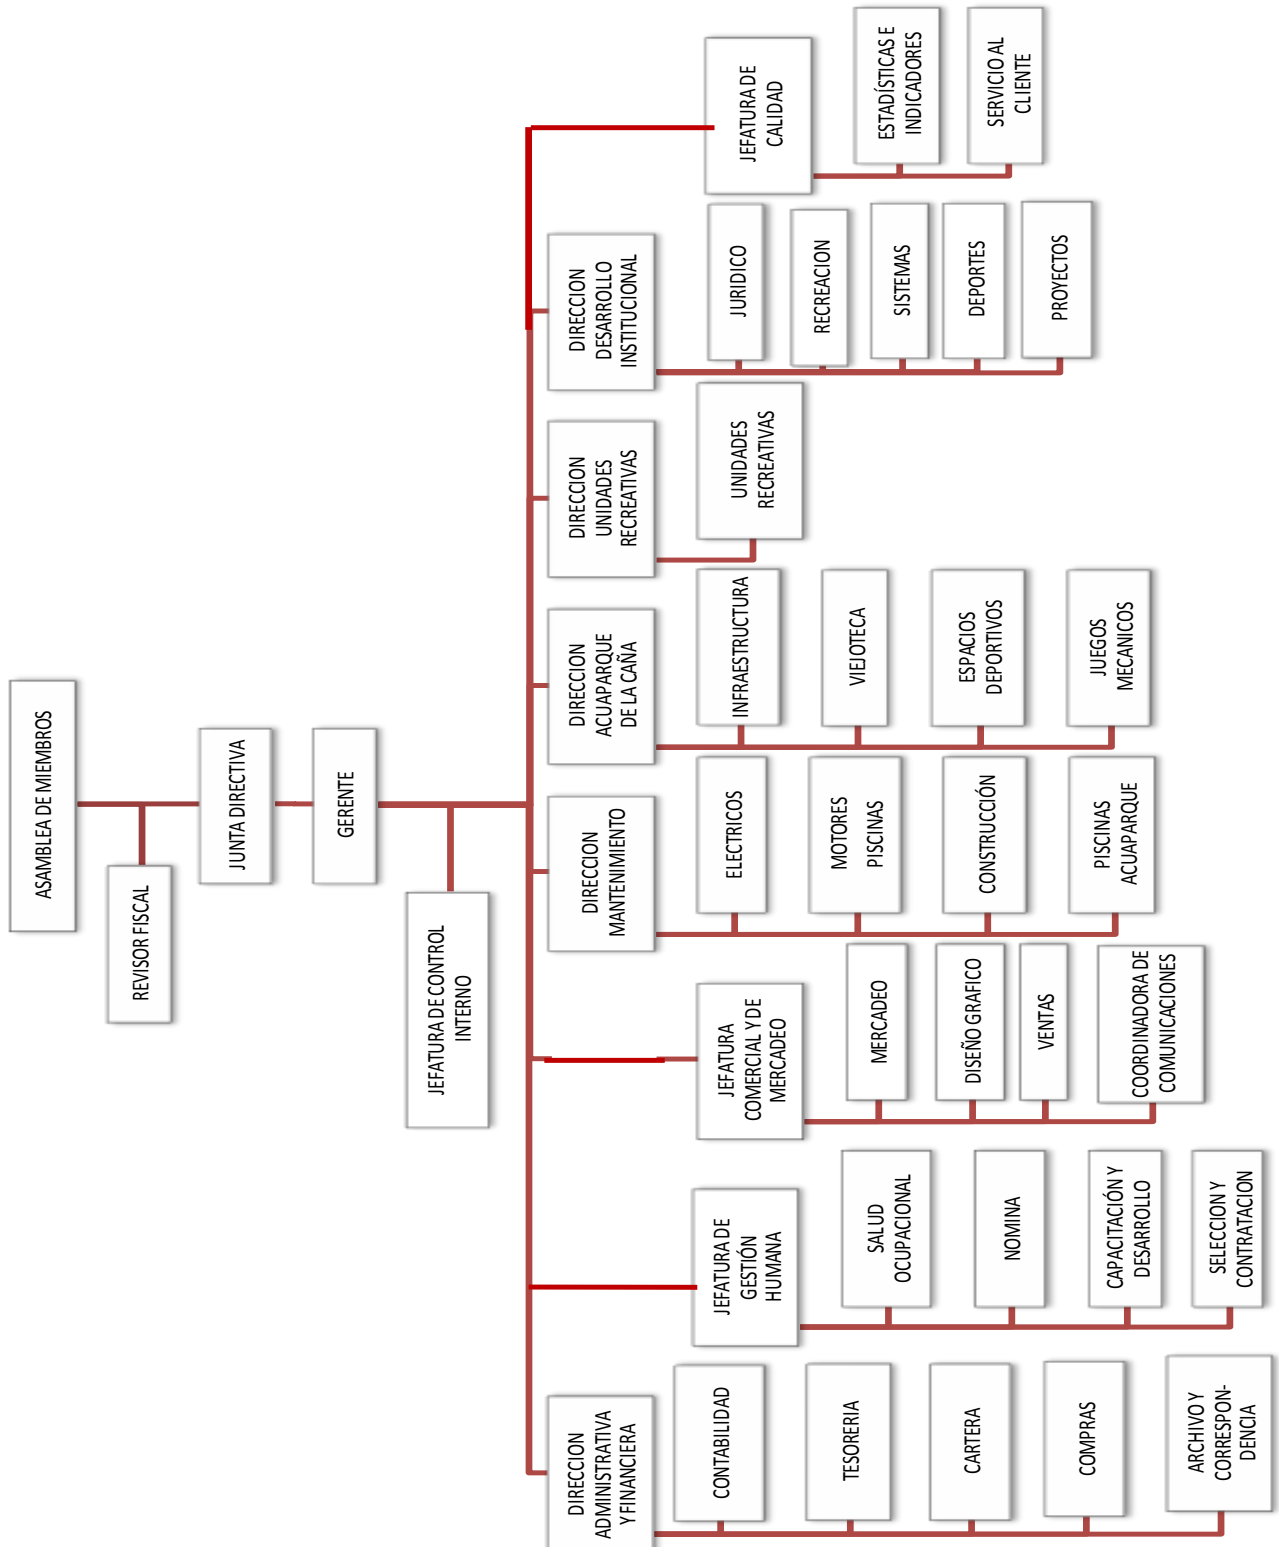 ASAMBLEA DE MIEMBROS
REVISOR FISCAL
JUNTA DIRECTIVA
GERENTE
JEFATURA DE CONTROL
INTERNO
DIRECCION
ADMINISTRATIVA
Y FINANCIERA
CONTABILIDAD
TESORERIA
CARTERA
COMPRAS
ARCHIVO Y
CORRESPON-
DENCIA
JEFATURA DE
GESTIÓN
HUMANA
SALUD
OCUPACIONAL
NOMINA
CAPACITACIÓN Y
DESARROLLO
SELECCION Y
CONTRATACION
JEFATURA
COMERCIAL Y DE
MERCADEO
MERCADEO
DISEÑO GRAFICO
VENTAS
COORDINADORA DE
COMUNICACIONES
DIRECCION
MANTENIMIENTO
ELECTRICOS
MOTORES
PISCINAS
CONSTRUCCIÓN
PISCINAS
ACUAPARQUE
DIRECCION
ACUAPARQUE
DE LA CAÑA
INFRAESTRUCTURA
VIEJOTECA
ESPACIOS
DEPORTIVOS
JUEGOS
MECANICOS
DIRECCION
UNIDADES
RECREATIVAS
UNIDADES
RECREATIVAS
DIRECCION
DESARROLLO
INSTITUCIONAL
JURIDICO
RECREACION
SISTEMAS
DEPORTES
PROYECTOS
JEFATURA DE
CALIDAD
ESTADÍSTICAS E
INDICADORES
SERVICIO AL
CLIENTE